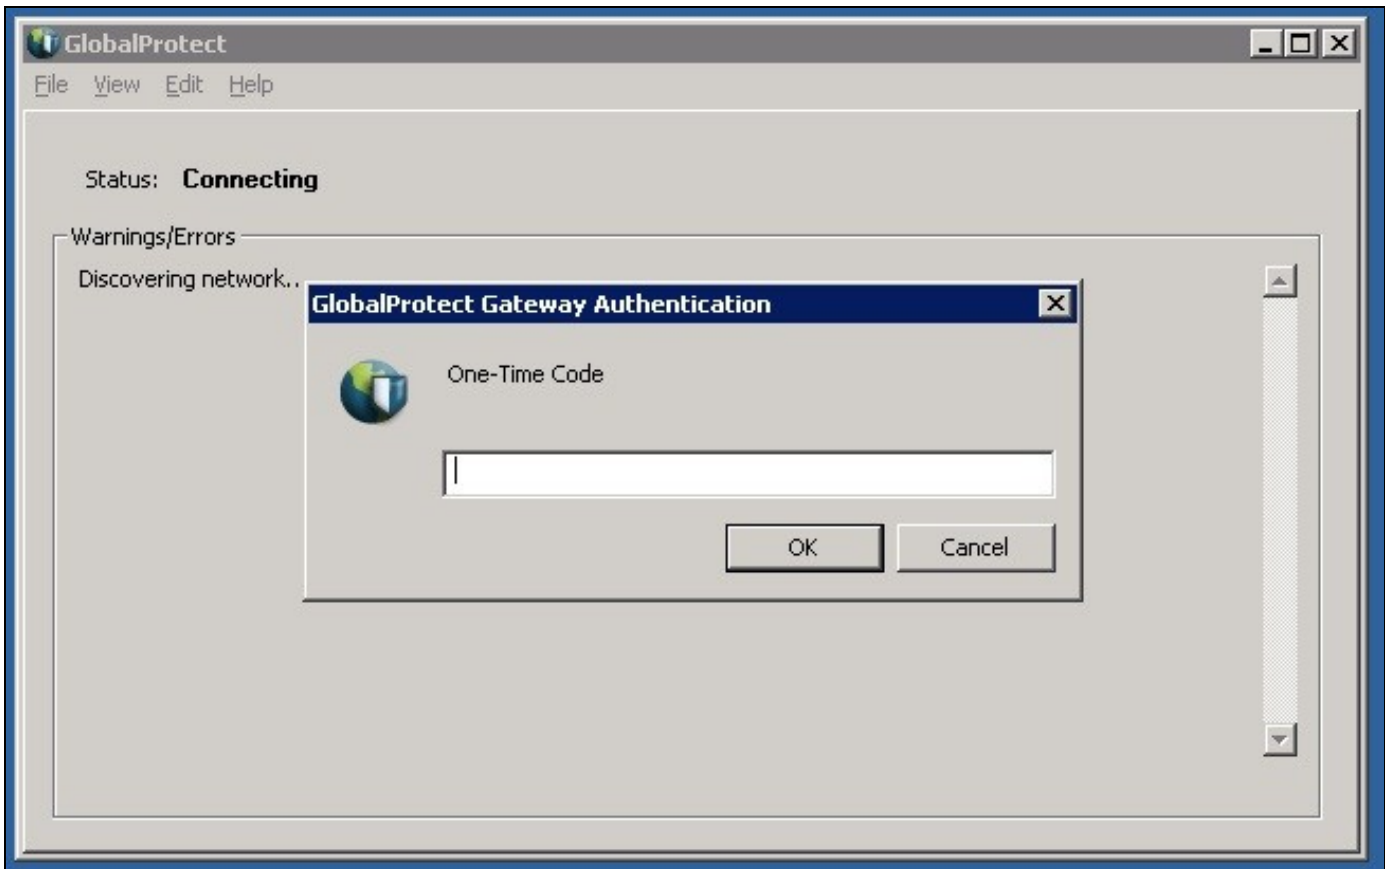 GlobalProtect
File View Edit Help
Status: Connecting
Warnings/Errors
Discovering network..
GlobalProtect Gateway Authentication
One-Time Code
OK Cancel